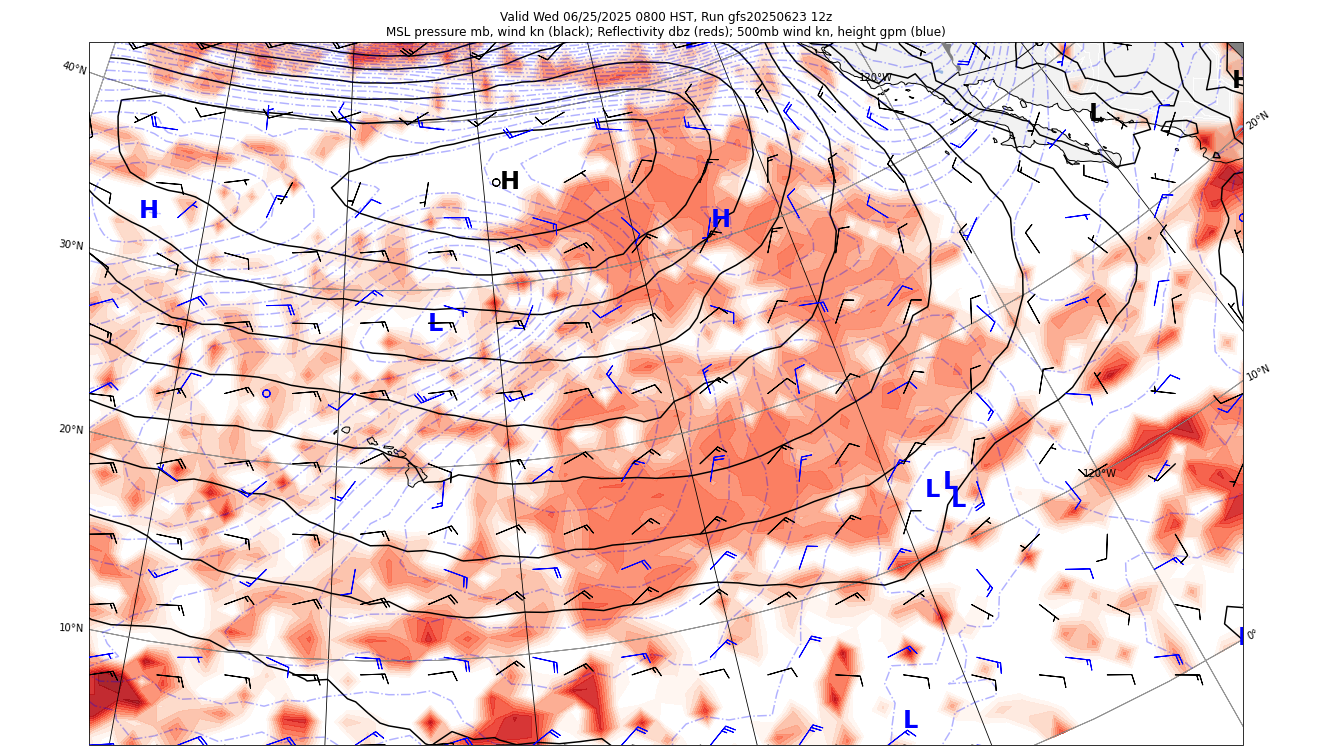 Valid Wed 06/25/2025 0800 HST, Run gfs20250623 12z
MSL pressure mb, wind kn (black); Reflectivity dbz (reds); 500mb wind kn, height gpm (blue)
40°N
120°W
H
L
20°N
H
H
H
30°N
L
10°N
20°N
120°W
L
L
L
10°N
0°
L